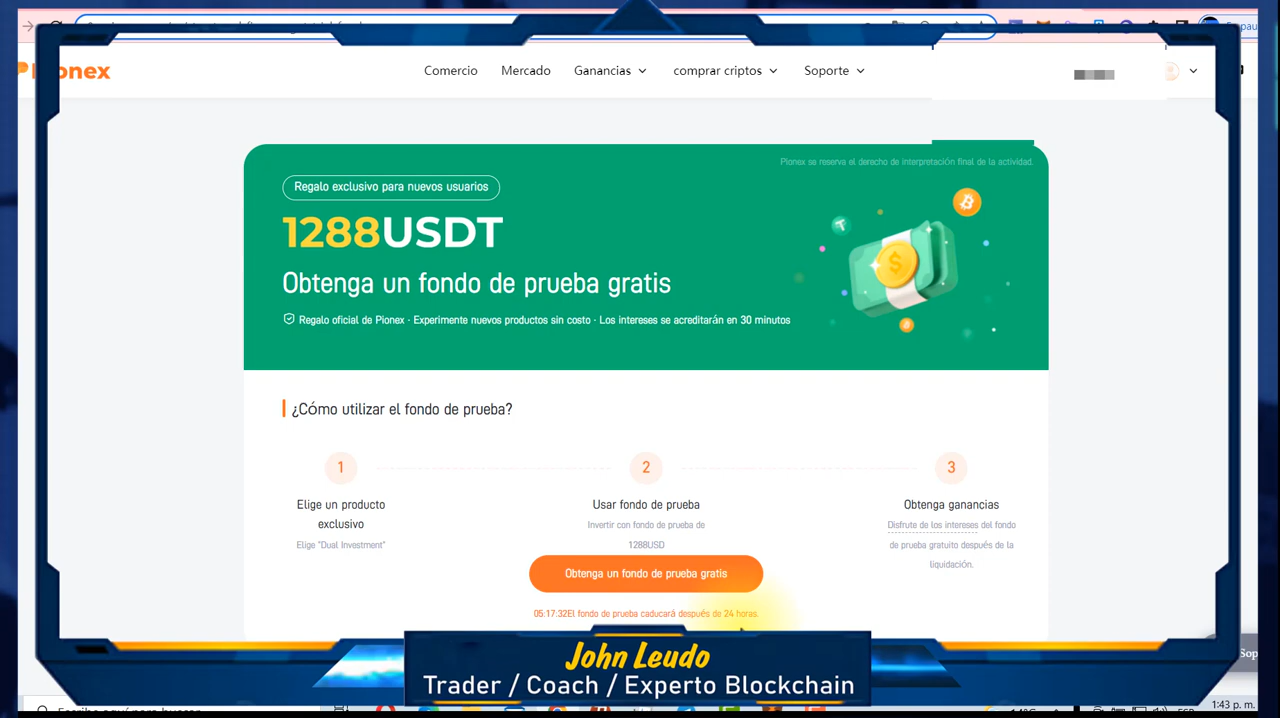 Pionex
Comercio Mercado Ganancias comprar criptos Soporte
Pionex se reserva el derecho de interpretación final de la actividad.
Regalo exclusivo para nuevos usuarios
1288USDT
Obtenga un fondo de prueba gratis
Regalo oficial de Pionex · Experimente nuevos productos sin costo · Los intereses se acreditarán en 30 minutos
¿Cómo utilizar el fondo de prueba?
1 2 3
Elige un producto
exclusivo
Elige "Dual Investment"
Usar fondo de prueba
Invertir con fondo de prueba de
1288USD
Obtenga ganancias
Disfrute de los intereses del fondo
de prueba gratuito después de la
liquidación.
Obtenga un fondo de prueba gratis
05:17:32El fondo de prueba caducará después de 24 horas.
Sop
John Leudo
Trader / Coach / Experto Blockchain
1:43 p. m.